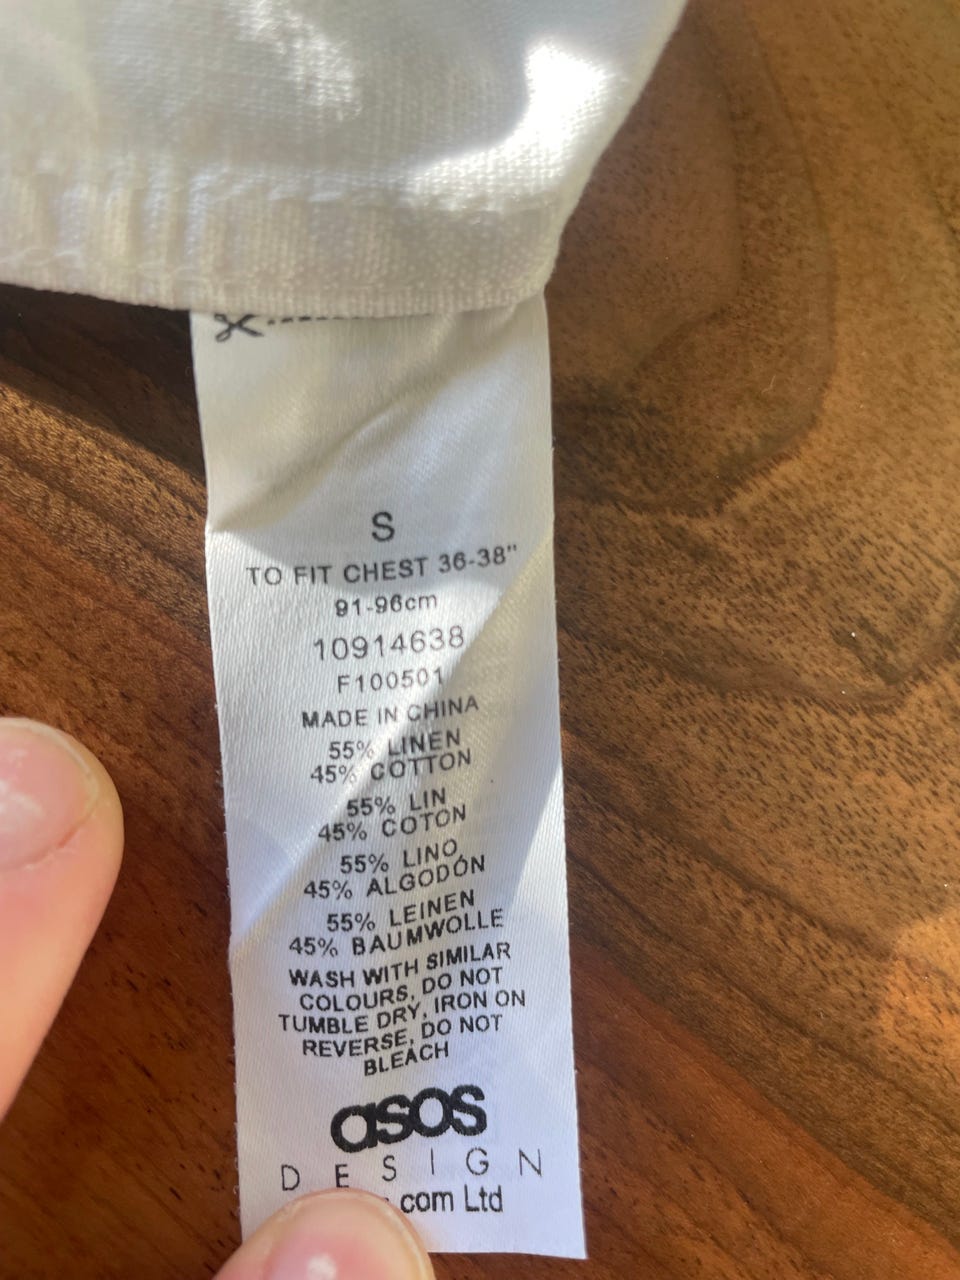 S
TO FIT CHEST 36-38"
91-96cm
10914638
F100501
MADE IN CHINA
55% LINEN
45% COTTON
55% LIN
45% COTON
55% LINO
45% ALGODÓN
55% LEINEN
45% BAUMWOLLE
WASH WITH SIMILAR
COLOURS, DO NOT
TUMBLE DRY, IRON ON
REVERSE, DO NOT
BLEACH
asos
DESIGN
.com Ltd